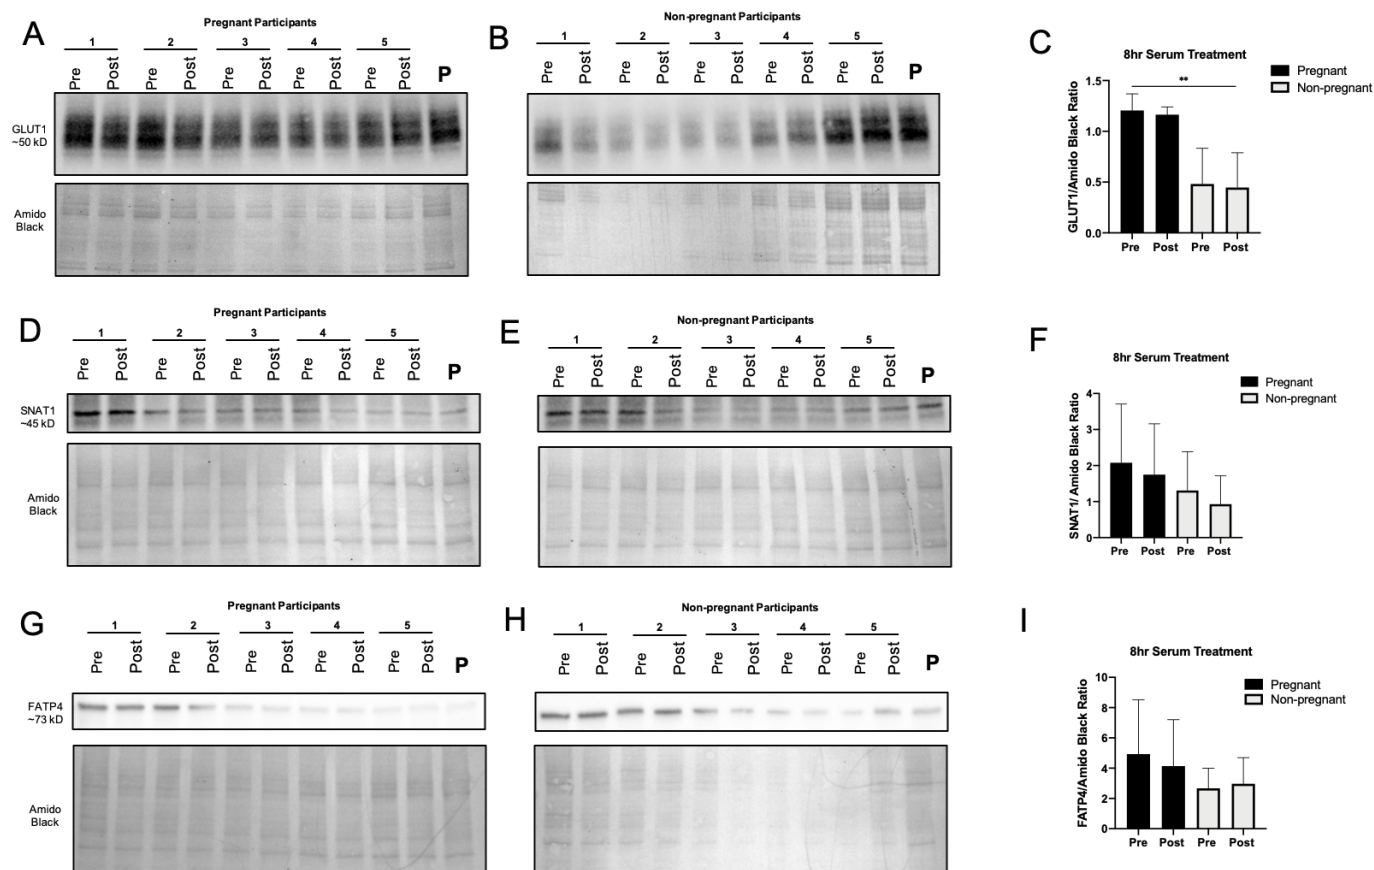 A
Pregnant Participants
1 2 3 4 5
Pre Post Pre Post Pre Post Pre Post Pre Post P
GLUT1
~50 kD
Amido
Black
B
Non-pregnant Participants
1 2 3 4 5
Pre Post Pre Post Pre Post Pre Post Pre Post P
C
8hr Serum Treatment
GLUT1/Amido Black Ratio
1.5
1.0
0.5
0.0
**
Pre Post Pre Post
Pregnant
Non-pregnant
D
Pregnant Participants
1 2 3 4 5
Pre Post Pre Post Pre Post Pre Post Pre Post P
SNAT1
~45 kD
Amido
Black
E
Non-pregnant Participants
1 2 3 4 5
Pre Post Pre Post Pre Post Pre Post Pre Post P
F
8hr Serum Treatment
SNAT1/ Amido Black Ratio
4
3
2
1
0
Pre Post Pre Post
Pregnant
Non-pregnant
G
Pregnant Participants
1 2 3 4 5
Pre Post Pre Post Pre Post Pre Post Pre Post P
FATP4
~73 kD
Amido
Black
H
Non-pregnant Participants
1 2 3 4 5
Pre Post Pre Post Pre Post Pre Post Pre Post P
I
8hr Serum Treatment
FATP4/Amido Black Ratio
10
8
6
4
2
0
Pre Post Pre Post
Pregnant
Non-pregnant